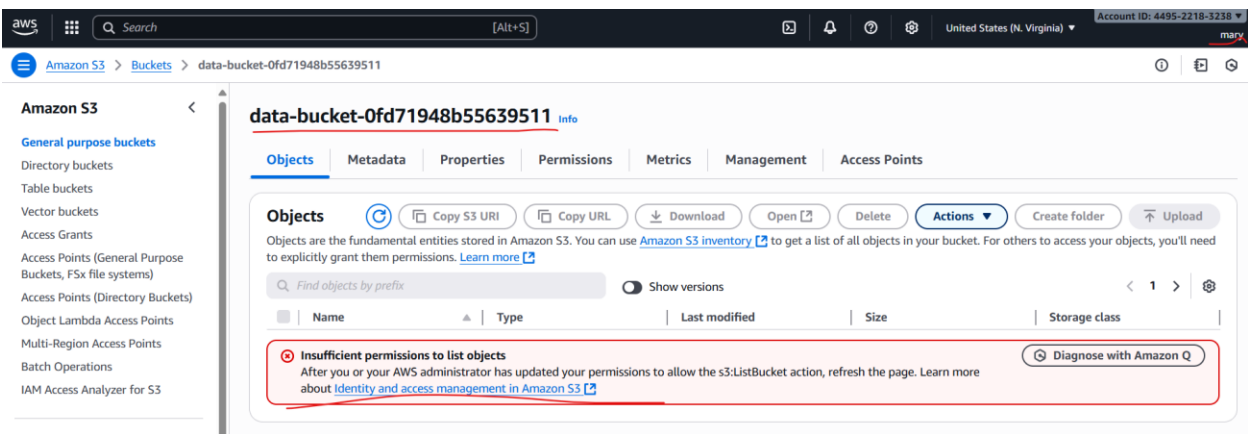 aws
Search
[Alt+S]
United States (N. Virginia) ▼
Account ID: 4495-2218-3238 ▼
mary
Amazon S3 > Buckets > data-bucket-0fd71948b55639511
Amazon S3
General purpose buckets
Directory buckets
Table buckets
Vector buckets
Access Grants
Access Points (General Purpose
Buckets, FSx file systems)
Access Points (Directory Buckets)
Object Lambda Access Points
Multi-Region Access Points
Batch Operations
IAM Access Analyzer for S3
data-bucket-0fd71948b55639511 Info
Objects Metadata Properties Permissions Metrics Management Access Points
Objects Copy S3 URI Copy URL Download Open Delete Actions ▼ Create folder Upload
Objects are the fundamental entities stored in Amazon S3. You can use Amazon S3 inventory to get a list of all objects in your bucket. For others to access your objects, you'll need
to explicitly grant them permissions. Learn more
Find objects by prefix
Show versions
< 1 >
Name Type Last modified Size Storage class
Insufficient permissions to list objects
After you or your AWS administrator has updated your permissions to allow the s3:ListBucket action, refresh the page. Learn more
about Identity and access management in Amazon S3
Diagnose with Amazon Q